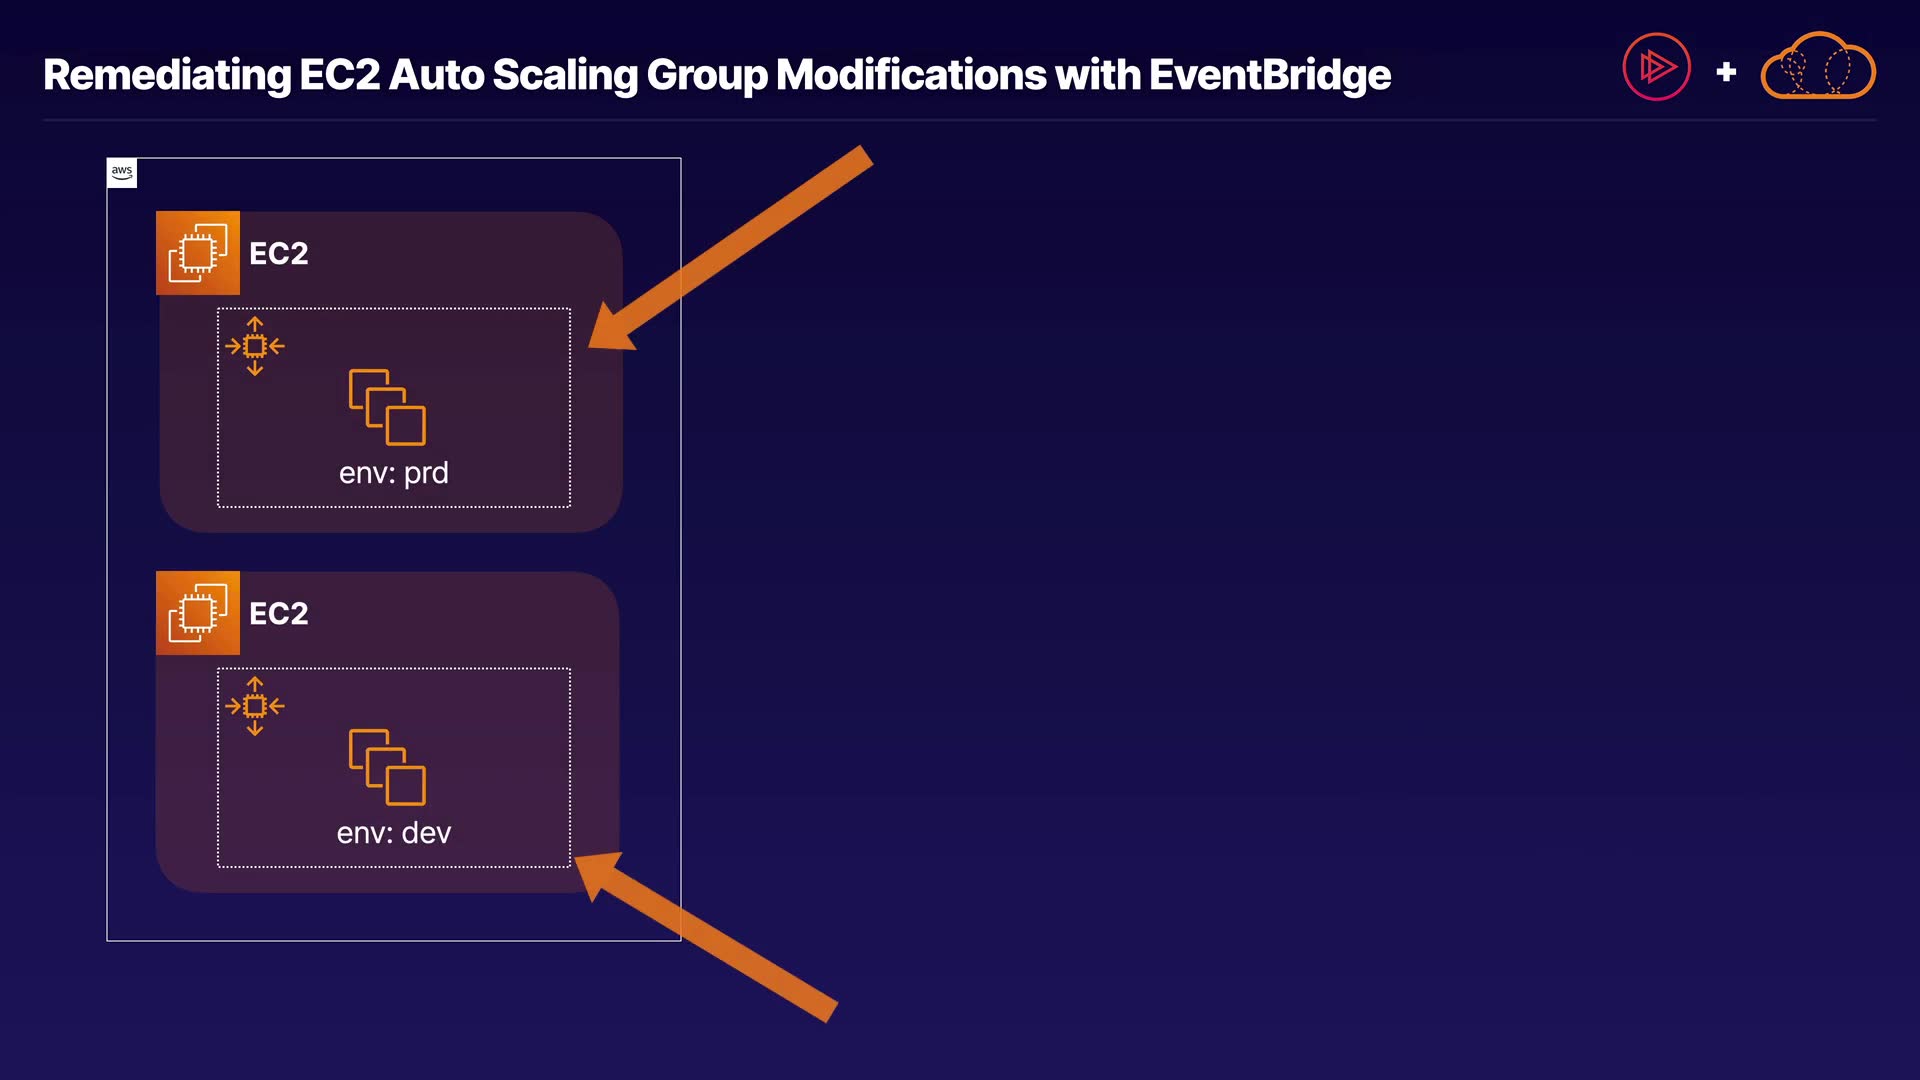 Remediating EC2 Auto Scaling Group Modifications with EventBridge
+
aws
EC2
env: prd
EC2
env: dev